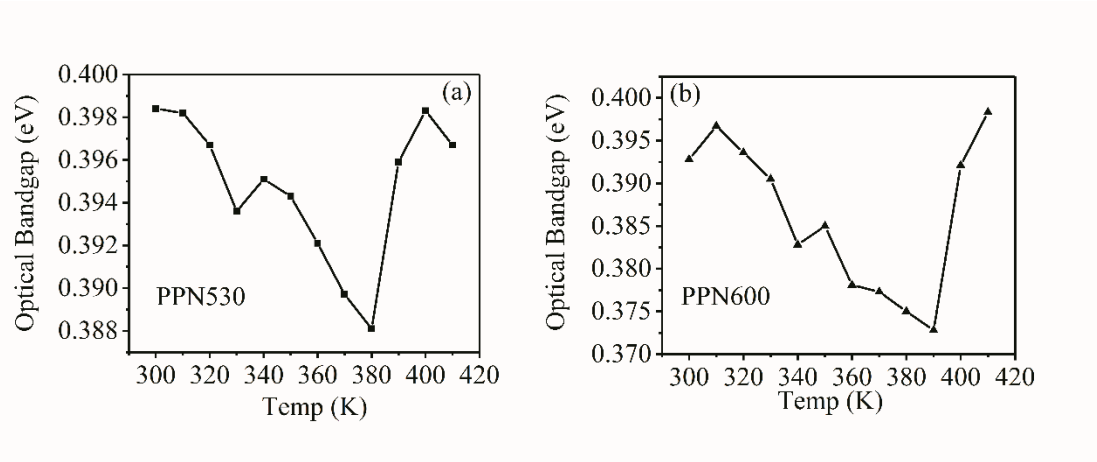 (a)
Optical Bandgap (eV)
0.400
0.398
0.396
0.394
0.392
0.390
0.388
PPN530
300 320 340 360 380 400 420
Temp (K)
(b)
Optical Bandgap (eV)
0.400
0.395
0.390
0.385
0.380
0.375
0.370
PPN600
300 320 340 360 380 400 420
Temp (K)